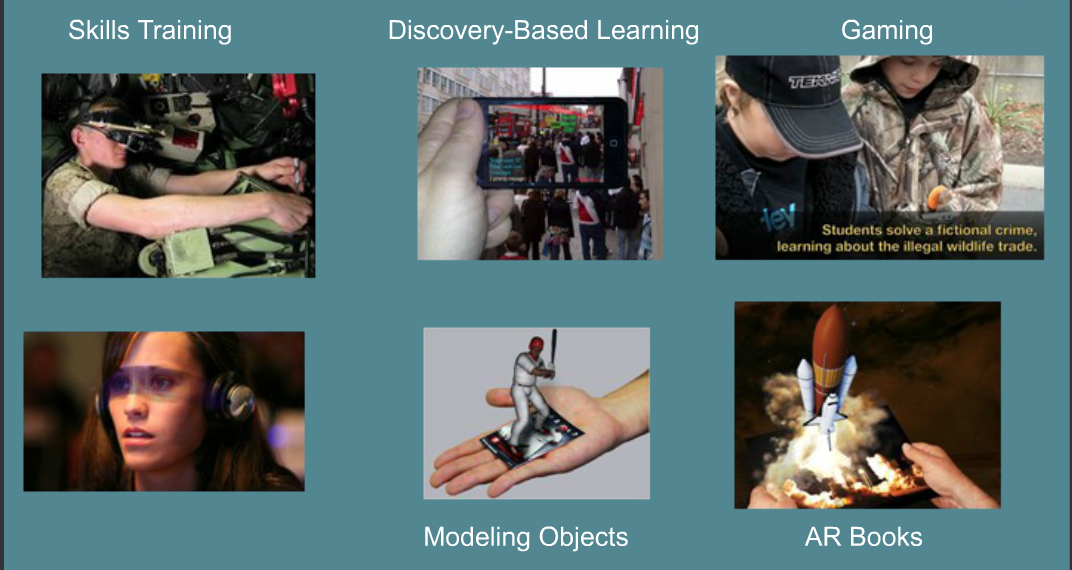 Skills Training
Discovery-Based Learning
Gaming
Students solve a fictional crime,
learning about the illegal wildlife trade.
Modeling Objects
AR Books